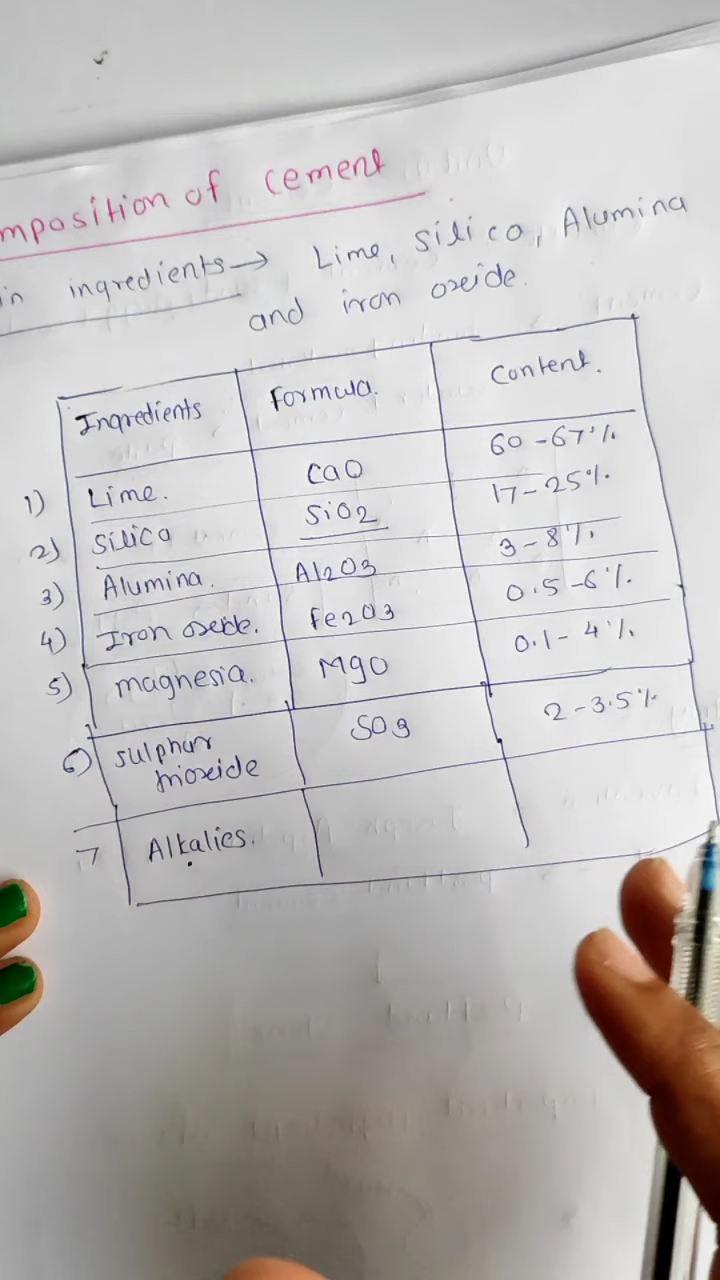 mposition of cement
in ingredients → Lime, Silica, Alumina
and iron oxide.
Ingredients Formula. Content.
1) Lime. CaO 60-67%
2) Silica SiO2 17-25%
3) Alumina. Al2O3 3-8%
4) Iron oxide. Fe2O3 0.5-6%
5) magnesia. MgO 0.1-4%
6) Sulphur SO3 2-3.5%
trioxide
7 Alkalies.